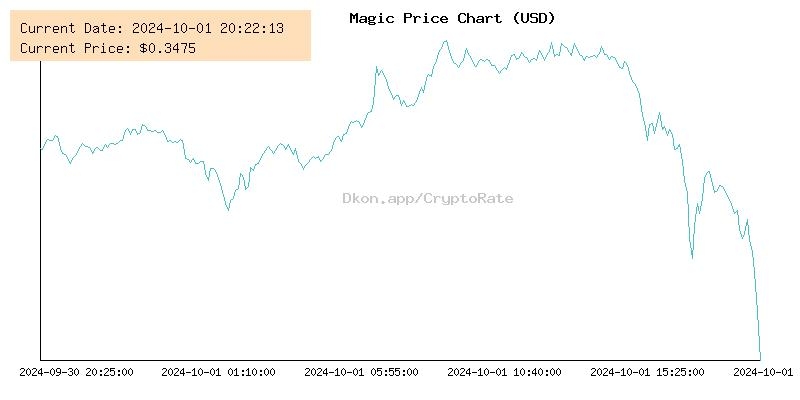 Magic Price Chart (USD)
Current Date: 2024-10-01 20:22:13
Current Price: $0.3475
Dkon.app/CryptoRate
2024-09-30 20:25:00 2024-10-01 01:10:00 2024-10-01 05:55:00 2024-10-01 10:40:00 2024-10-01 15:25:00 2024-10-01